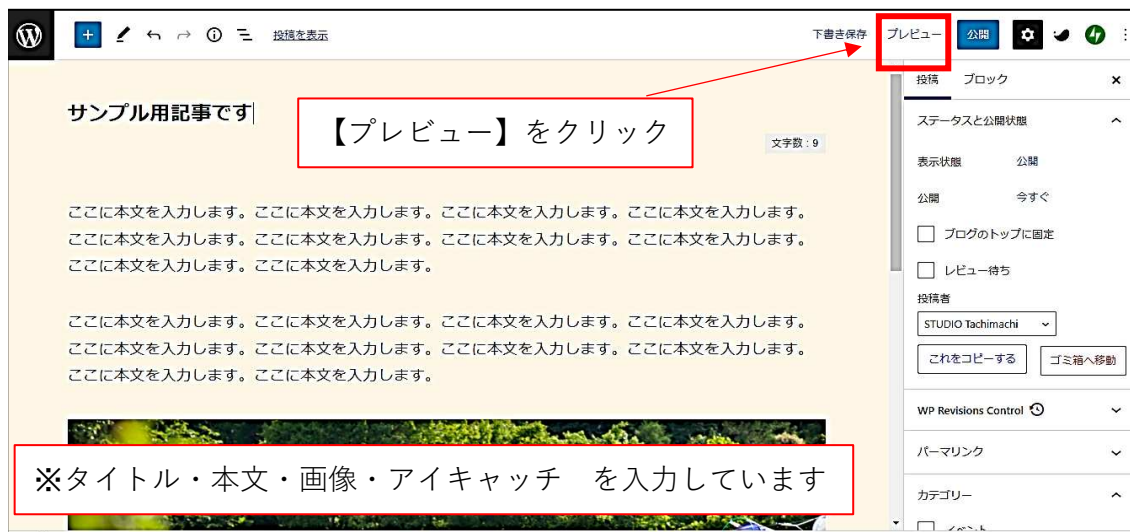 投稿を表示
下書き保存 プレビュー 公開
投稿 ブロック
サンプル用記事です
【プレビュー】をクリック
文字数：9
ステータスと公開状態
表示状態 公開
公開 今すぐ
ブログのトップに固定
レビュー待ち
投稿者
STUDIO Tachimachi
これをコピーする ゴミ箱へ移動
WP Revisions Control
パーマリンク
カテゴリー
イベント
ここに本文を入力します。ここに本文を入力します。ここに本文を入力します。ここに本文を入力します。
ここに本文を入力します。ここに本文を入力します。ここに本文を入力します。ここに本文を入力します。
ここに本文を入力します。ここに本文を入力します。
ここに本文を入力します。ここに本文を入力します。ここに本文を入力します。ここに本文を入力します。
ここに本文を入力します。ここに本文を入力します。ここに本文を入力します。ここに本文を入力します。
ここに本文を入力します。ここに本文を入力します。
※タイトル・本文・画像・アイキャッチ　を入力しています